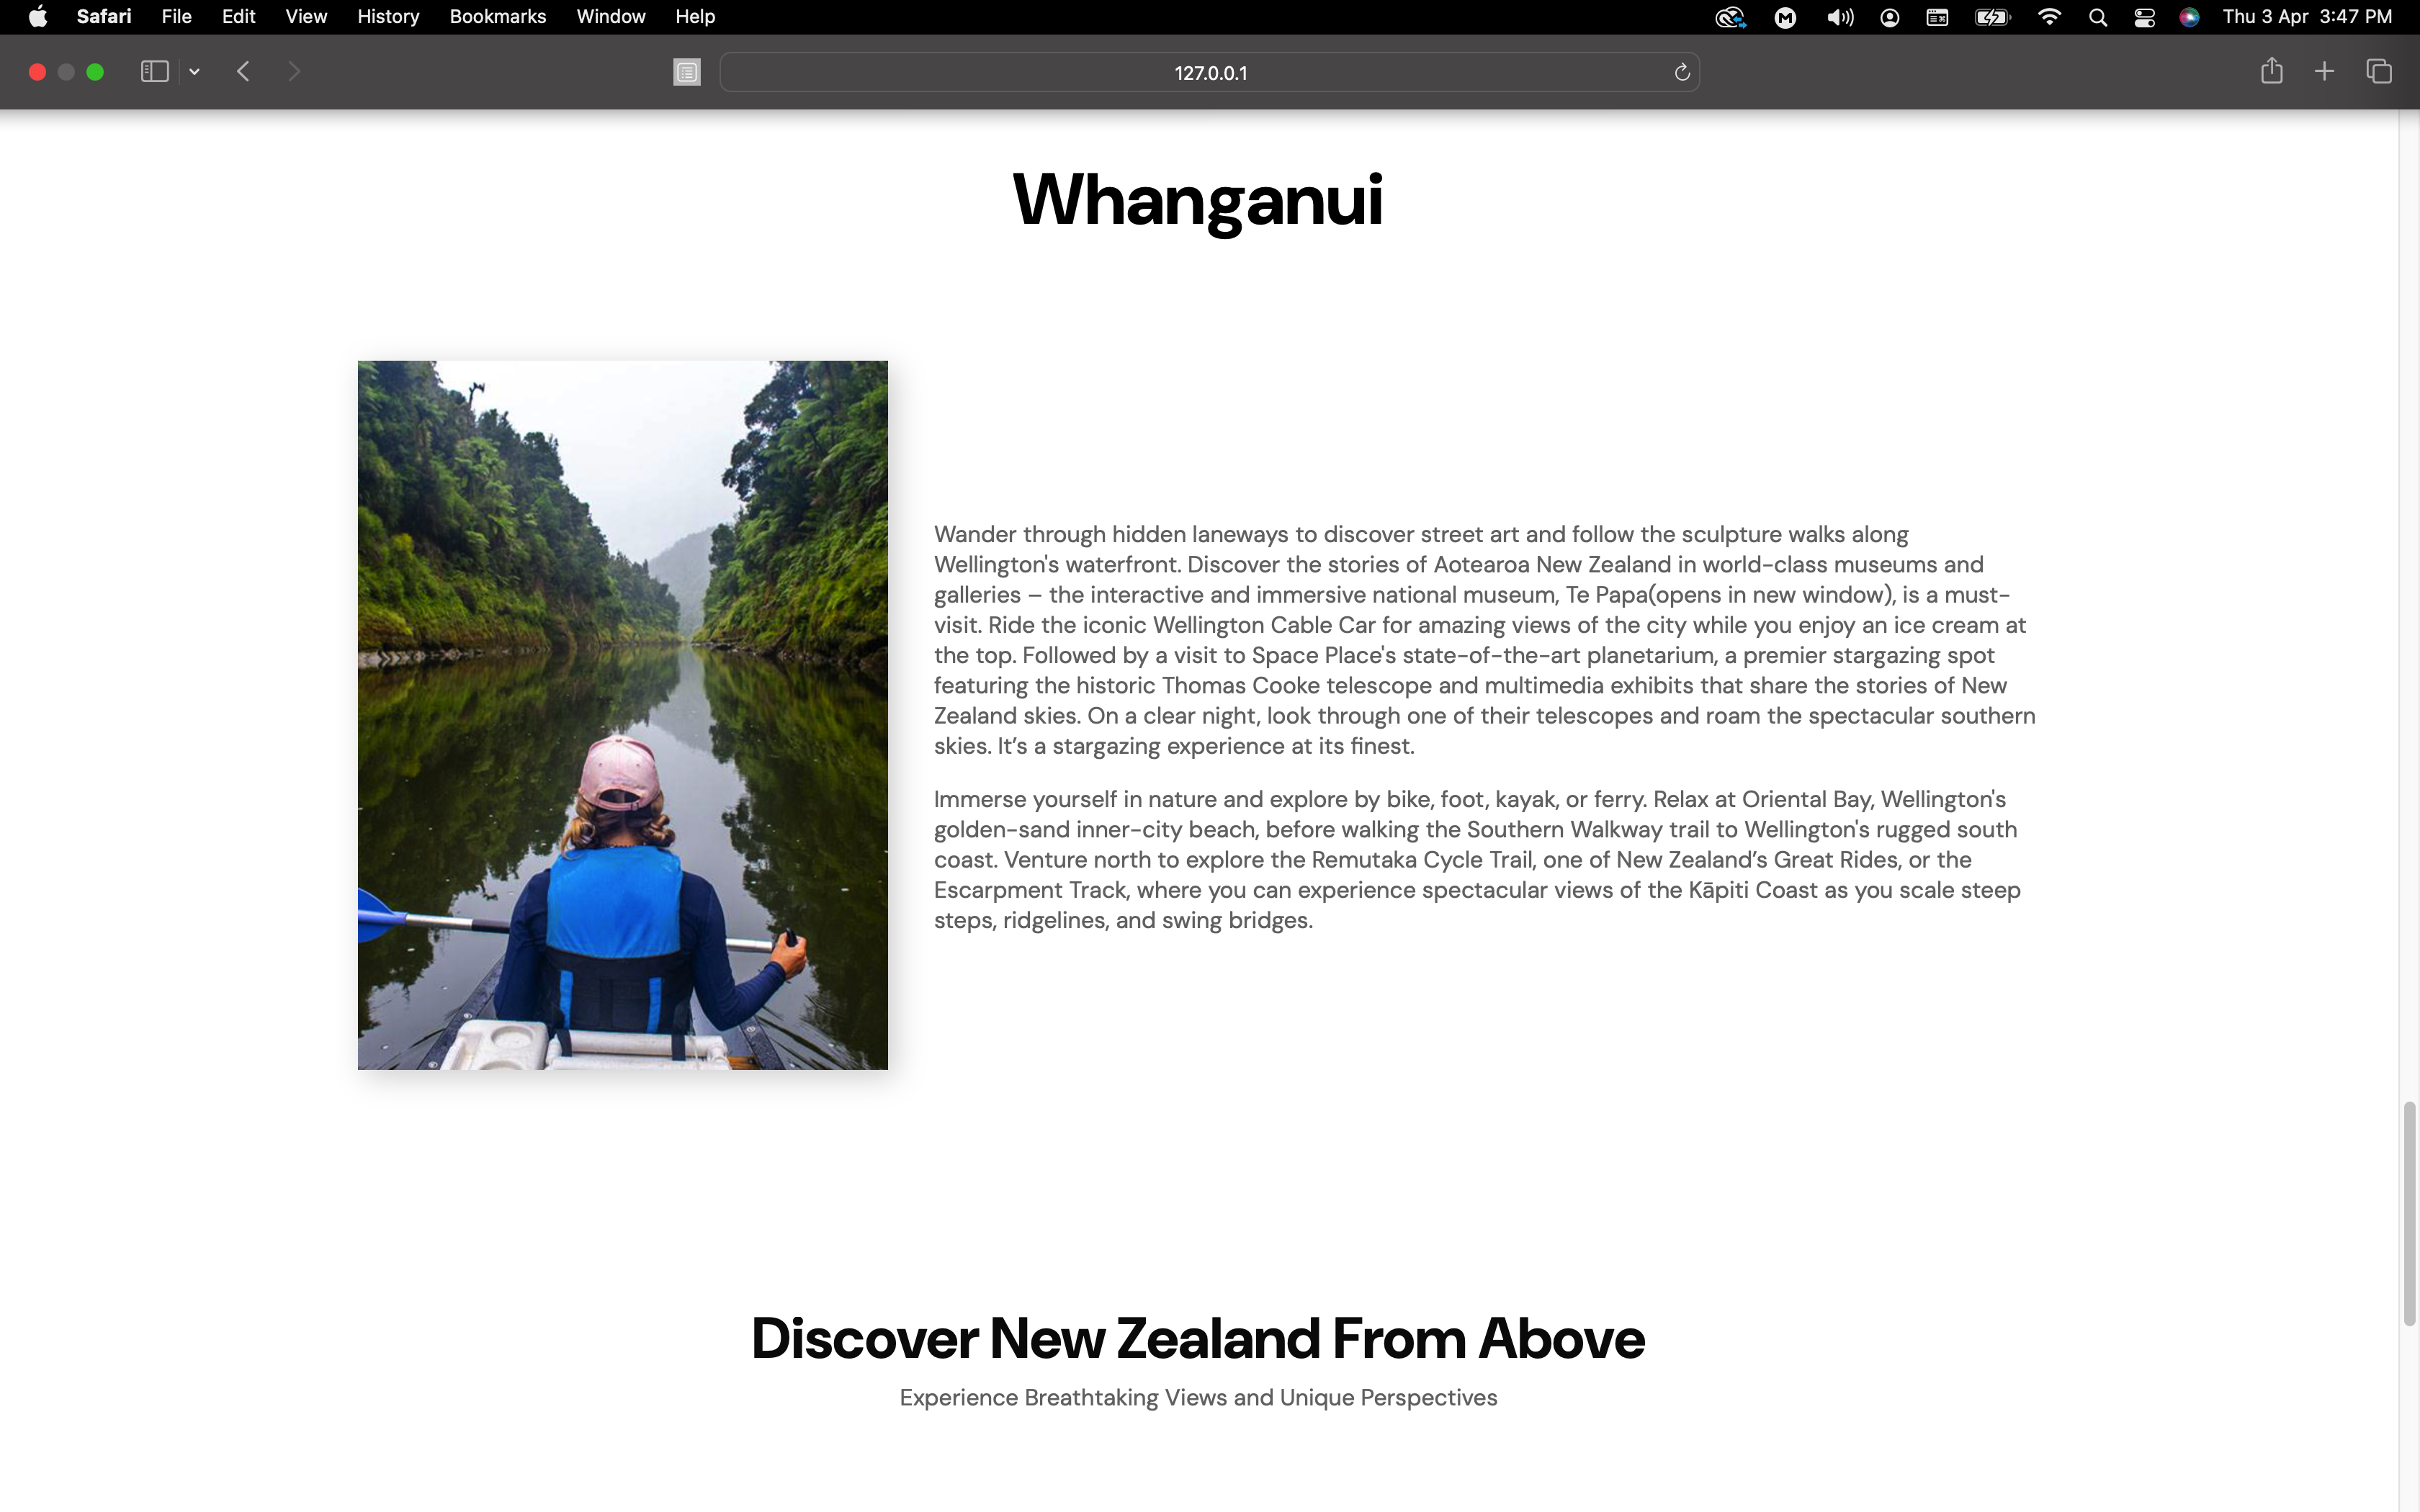 Safari File Edit View History Bookmarks Window Help Thu 3 Apr 3:47 PM
127.0.0.1
Whanganui
Wander through hidden laneways to discover street art and follow the sculpture walks along
Wellington's waterfront. Discover the stories of Aotearoa New Zealand in world-class museums and
galleries – the interactive and immersive national museum, Te Papa(opens in new window), is a must-
visit. Ride the iconic Wellington Cable Car for amazing views of the city while you enjoy an ice cream at
the top. Followed by a visit to Space Place's state-of-the-art planetarium, a premier stargazing spot
featuring the historic Thomas Cooke telescope and multimedia exhibits that share the stories of New
Zealand skies. On a clear night, look through one of their telescopes and roam the spectacular southern
skies. It’s a stargazing experience at its finest.
Immerse yourself in nature and explore by bike, foot, kayak, or ferry. Relax at Oriental Bay, Wellington's
golden-sand inner-city beach, before walking the Southern Walkway trail to Wellington's rugged south
coast. Venture north to explore the Remutaka Cycle Trail, one of New Zealand’s Great Rides, or the
Escarpment Track, where you can experience spectacular views of the Kāpiti Coast as you scale steep
steps, ridgelines, and swing bridges.
Discover New Zealand From Above
Experience Breathtaking Views and Unique Perspectives